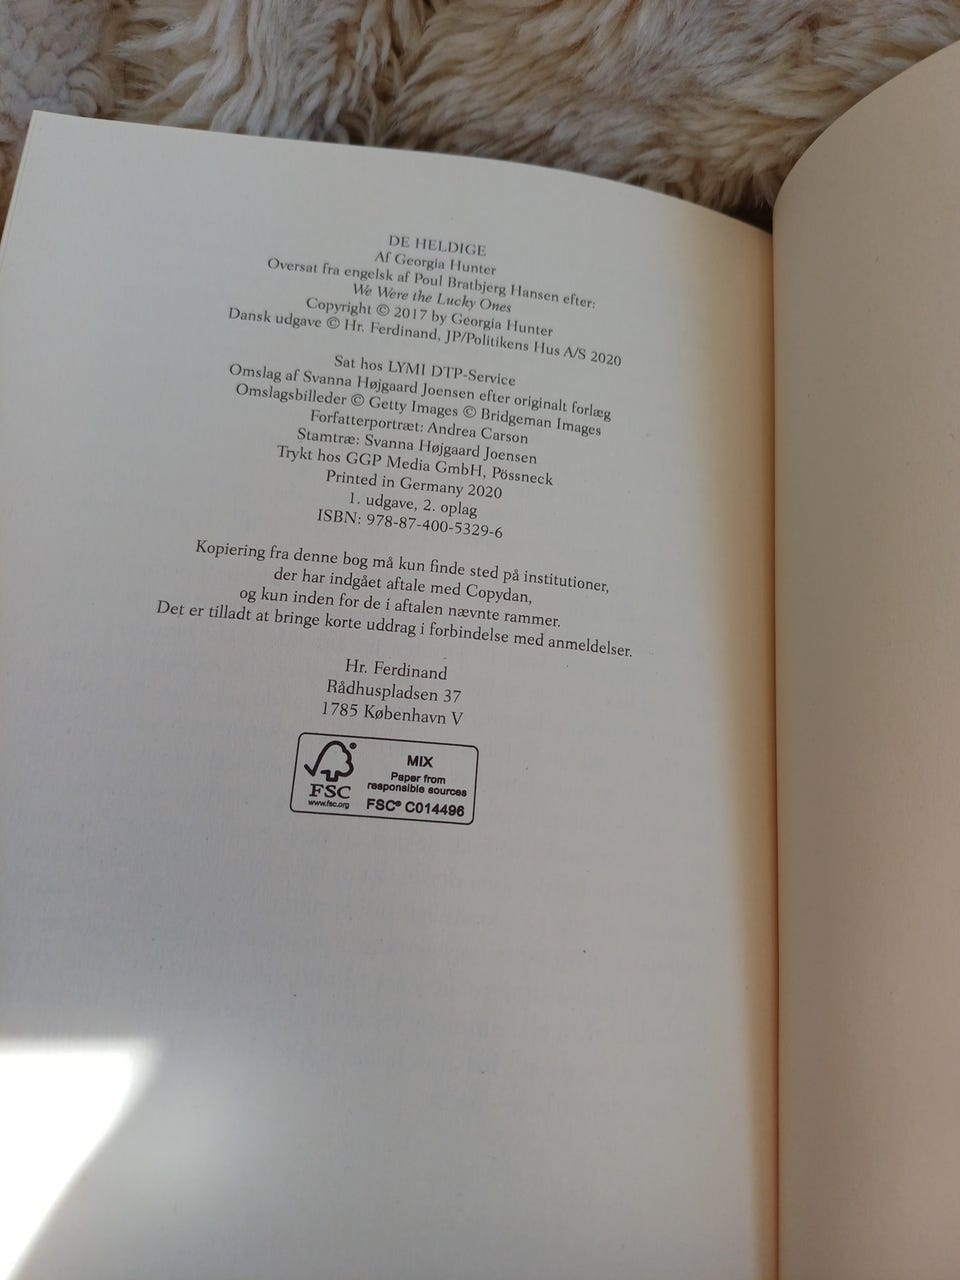 DE HELDIGE
Af Georgia Hunter
Oversat fra engelsk af Poul Bratbjerg Hansen efter:
We Were the Lucky Ones
Copyright © 2017 by Georgia Hunter
Dansk udgave © Hr. Ferdinand, JP/Politikens Hus A/S 2020
Sat hos LYMI DTP-Service
Omslag af Svanna Højgaard Joensen efter originalt forlæg
Omslagsbilleder © Getty Images © Bridgeman Images
Forfatterportræt: Andrea Carson
Stamtræ: Svanna Højgaard Joensen
Trykt hos GGP Media GmbH, Pössneck
Printed in Germany 2020
1. udgave, 2. oplag
ISBN: 978-87-400-5329-6
Kopiering fra denne bog må kun finde sted på institutioner,
der har indgået aftale med Copydan,
og kun inden for de i aftalen nævnte rammer.
Det er tilladt at bringe korte uddrag i forbindelse med anmeldelser.
Hr. Ferdinand
Rådhuspladsen 37
1785 København V
FSC
www.fsc.org
MIX
Paper from
responsible sources
FSC® C014496